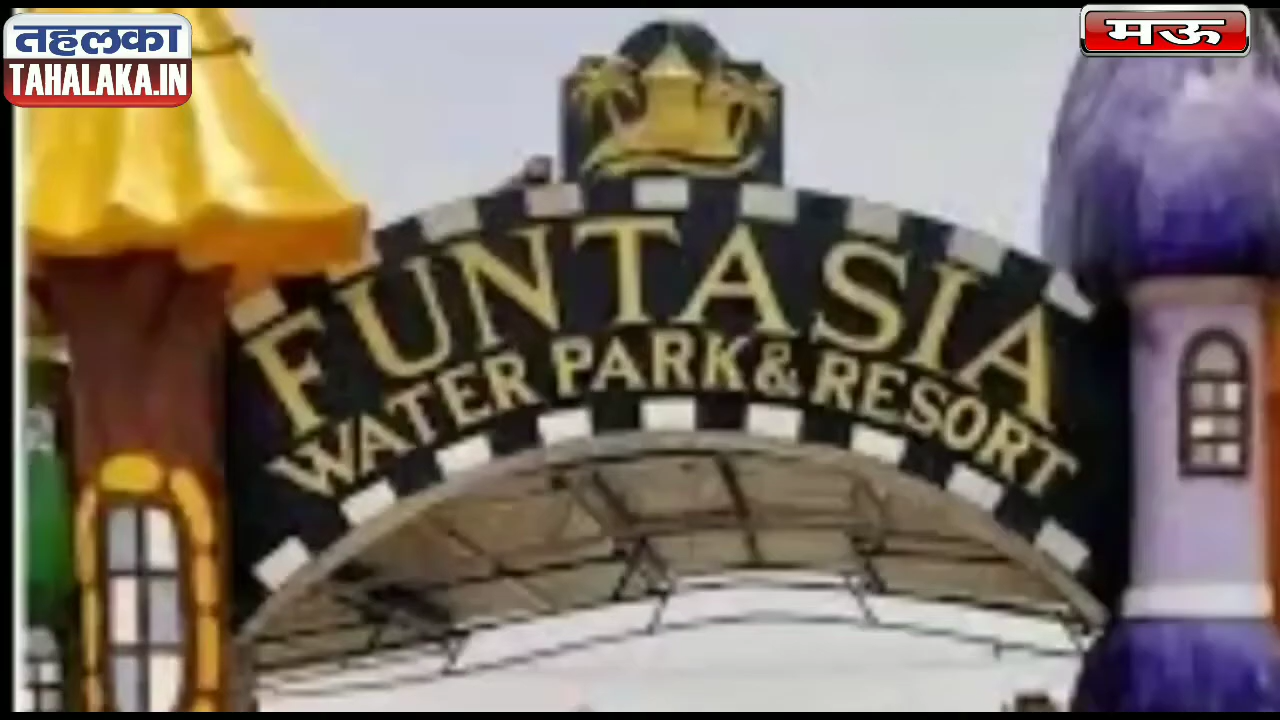 तहलका
TAHALAKA.IN
मऊ
FUNTASIA
WATER PARK & RESORT